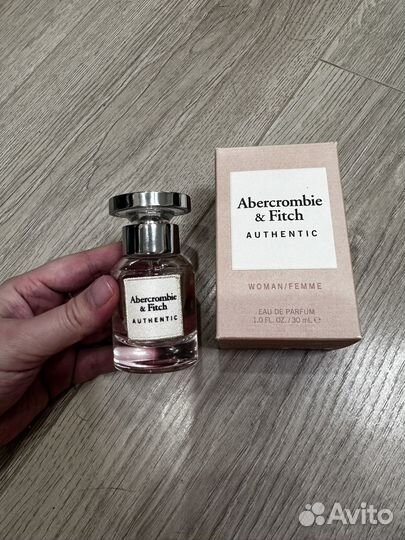 Abercrombie
& Fitch
AUTHENTIC
Abercrombie
& Fitch
AUTHENTIC
WOMAN/FEMME
EAU DE PARFUM
1.0 FL. OZ. / 30 mL ℮
Avito